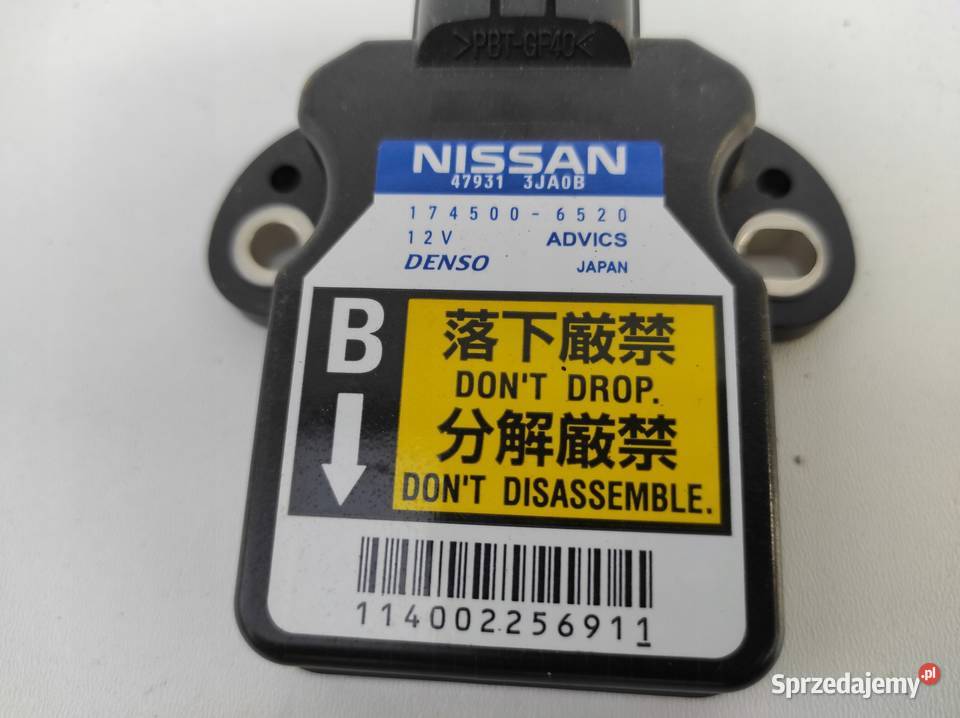 >PBT-GF40<
NISSAN
47931 3JA0B
174500-6520
12V ADVICS
DENSO JAPAN
B
落下厳禁
DON'T DROP.
分解厳禁
DON'T DISASSEMBLE.
114002256911
Sprzedajemy.pl